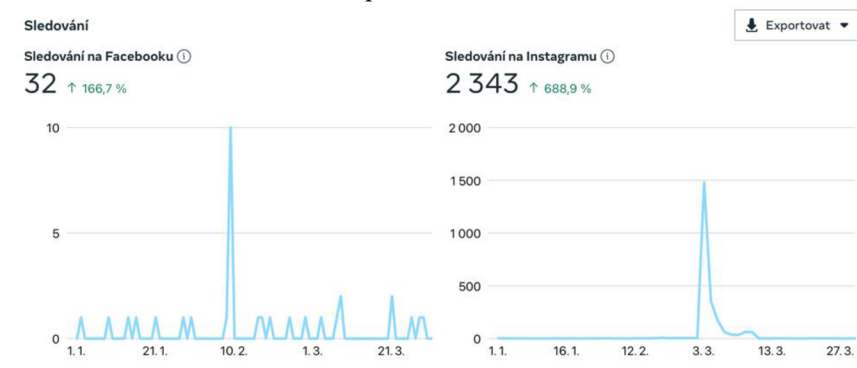 Sledování
Exportovat
Sledování na Facebooku
32 ↑ 166,7 %
10
5
0
1. 1. 21. 1. 10. 2. 1. 3. 21. 3.
Sledování na Instagramu
2 343 ↑ 688,9 %
2 000
1 500
1 000
500
0
1. 1. 16. 1. 12. 2. 3. 3. 13. 3. 27. 3.